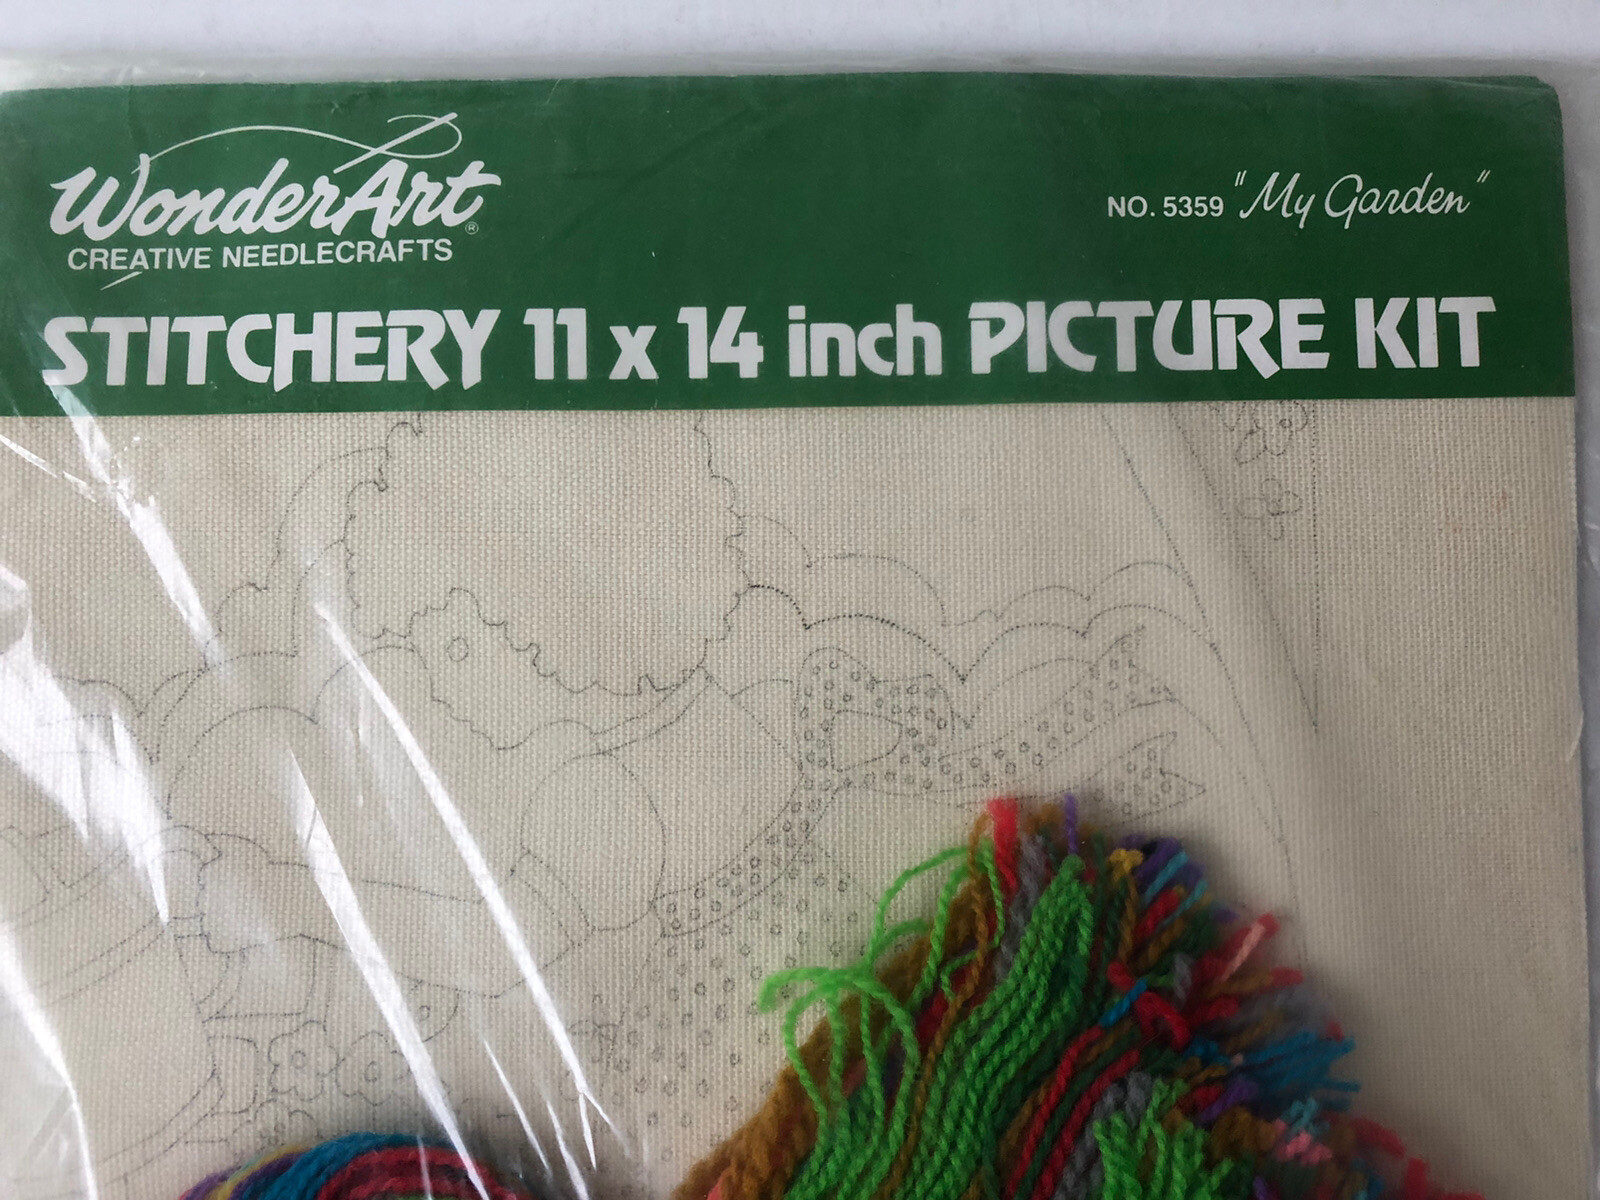 WonderArt®
CREATIVE NEEDLECRAFTS
NO. 5359 "My Garden"
STITCHERY 11 x 14 inch PICTURE KIT